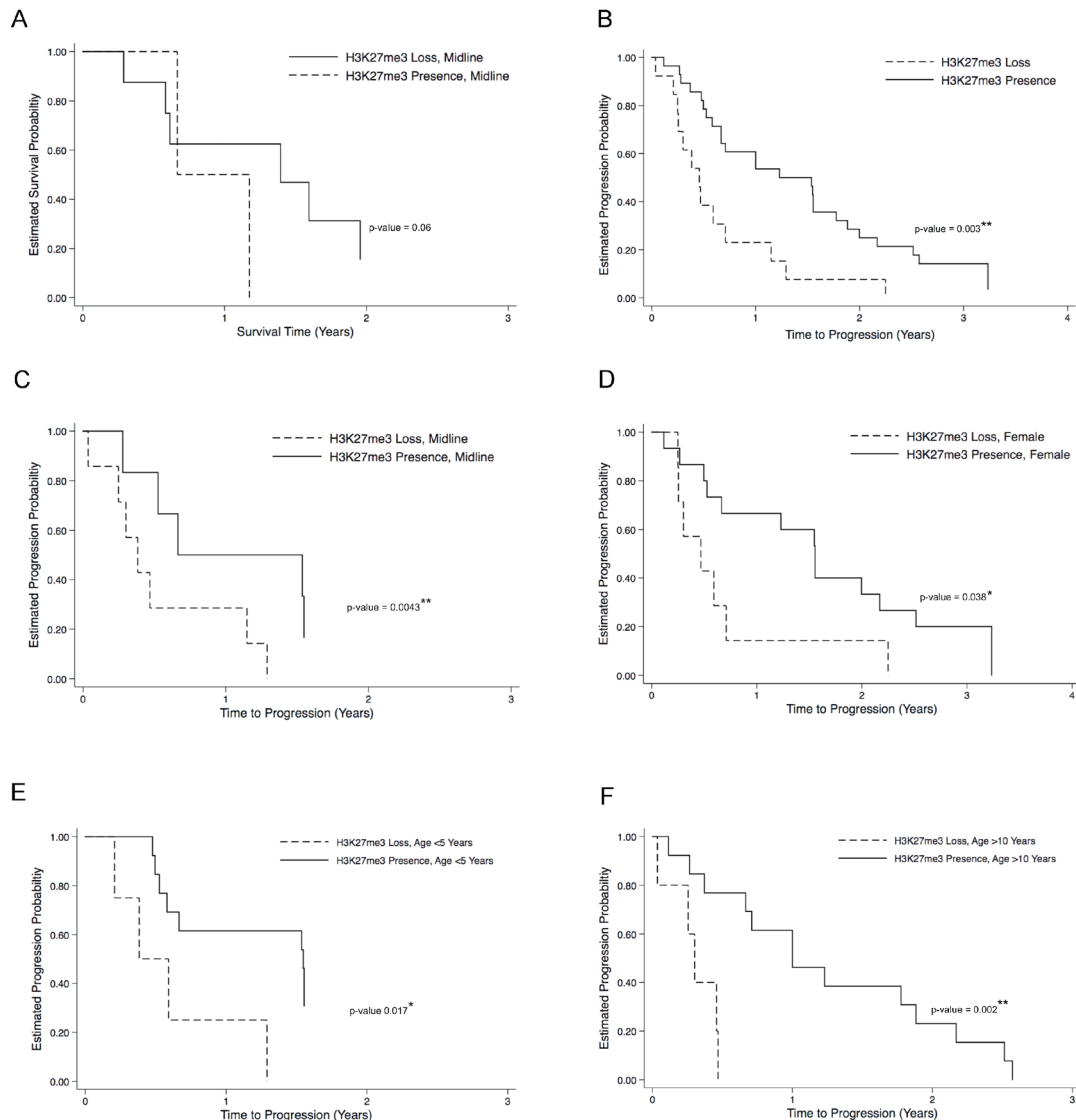 A
H3K27me3 Loss, Midline
H3K27me3 Presence, Midline
Estimated Survival Probabiltiy
1.00
0.80
0.60
0.40
0.20
0.00
p-value = 0.06
0 1 2 3
Survival Time (Years)
B
H3K27me3 Loss
H3K27me3 Presence
Estimated Progression Probabiltiy
1.00
0.80
0.60
0.40
0.20
0.00
p-value = 0.003**
0 1 2 3 4
Time to Progression (Years)
C
H3K27me3 Loss, Midline
H3K27me3 Presence, Midline
Estimated Progression Probabiltiy
1.00
0.80
0.60
0.40
0.20
0.00
p-value = 0.0043**
0 1 2 3
Time to Progression (Years)
D
H3K27me3 Loss, Female
H3K27me3 Presence, Female
Estimated Progression Probabiltiy
1.00
0.80
0.60
0.40
0.20
0.00
p-value = 0.038*
0 1 2 3 4
Time to Progression (Years)
E
H3K27me3 Loss, Age <5 Years
H3K27me3 Presence, Age <5 Years
Estimated Progression Probabiltiy
1.00
0.80
0.60
0.40
0.20
0.00
p-value 0.017*
0 1 2 3
Time to Progression (Years)
F
H3K27me3 Loss, Age >10 Years
H3K27me3 Presence, Age >10 Years
Estimated Progression Probabiltiy
1.00
0.80
0.60
0.40
0.20
0.00
p-value = 0.002**
0 1 2 3
Time to Progression (Years)